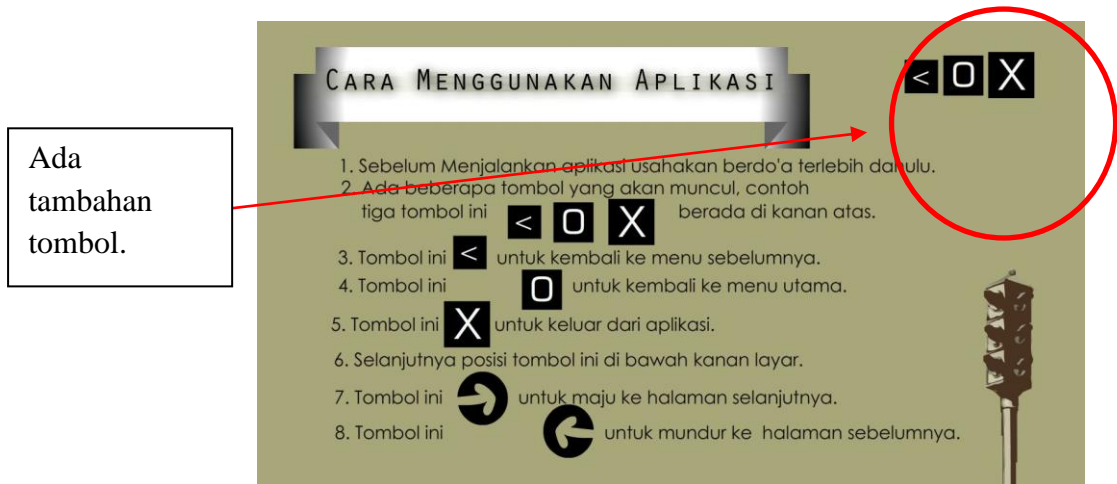 CARA MENGGUNAKAN APLIKASI
< O X
Ada
tambahan
tombol.
1. Sebelum Menjalankan aplikasi usahakan berdo'a terlebih dahulu.
2. Ada beberapa tombol yang akan muncul, contoh
tiga tombol ini < O X berada di kanan atas.
3. Tombol ini < untuk kembali ke menu sebelumnya.
4. Tombol ini O untuk kembali ke menu utama.
5. Tombol ini X untuk keluar dari aplikasi.
6. Selanjutnya posisi tombol ini di bawah kanan layar.
7. Tombol ini untuk maju ke halaman selanjutnya.
8. Tombol ini untuk mundur ke halaman sebelumnya.